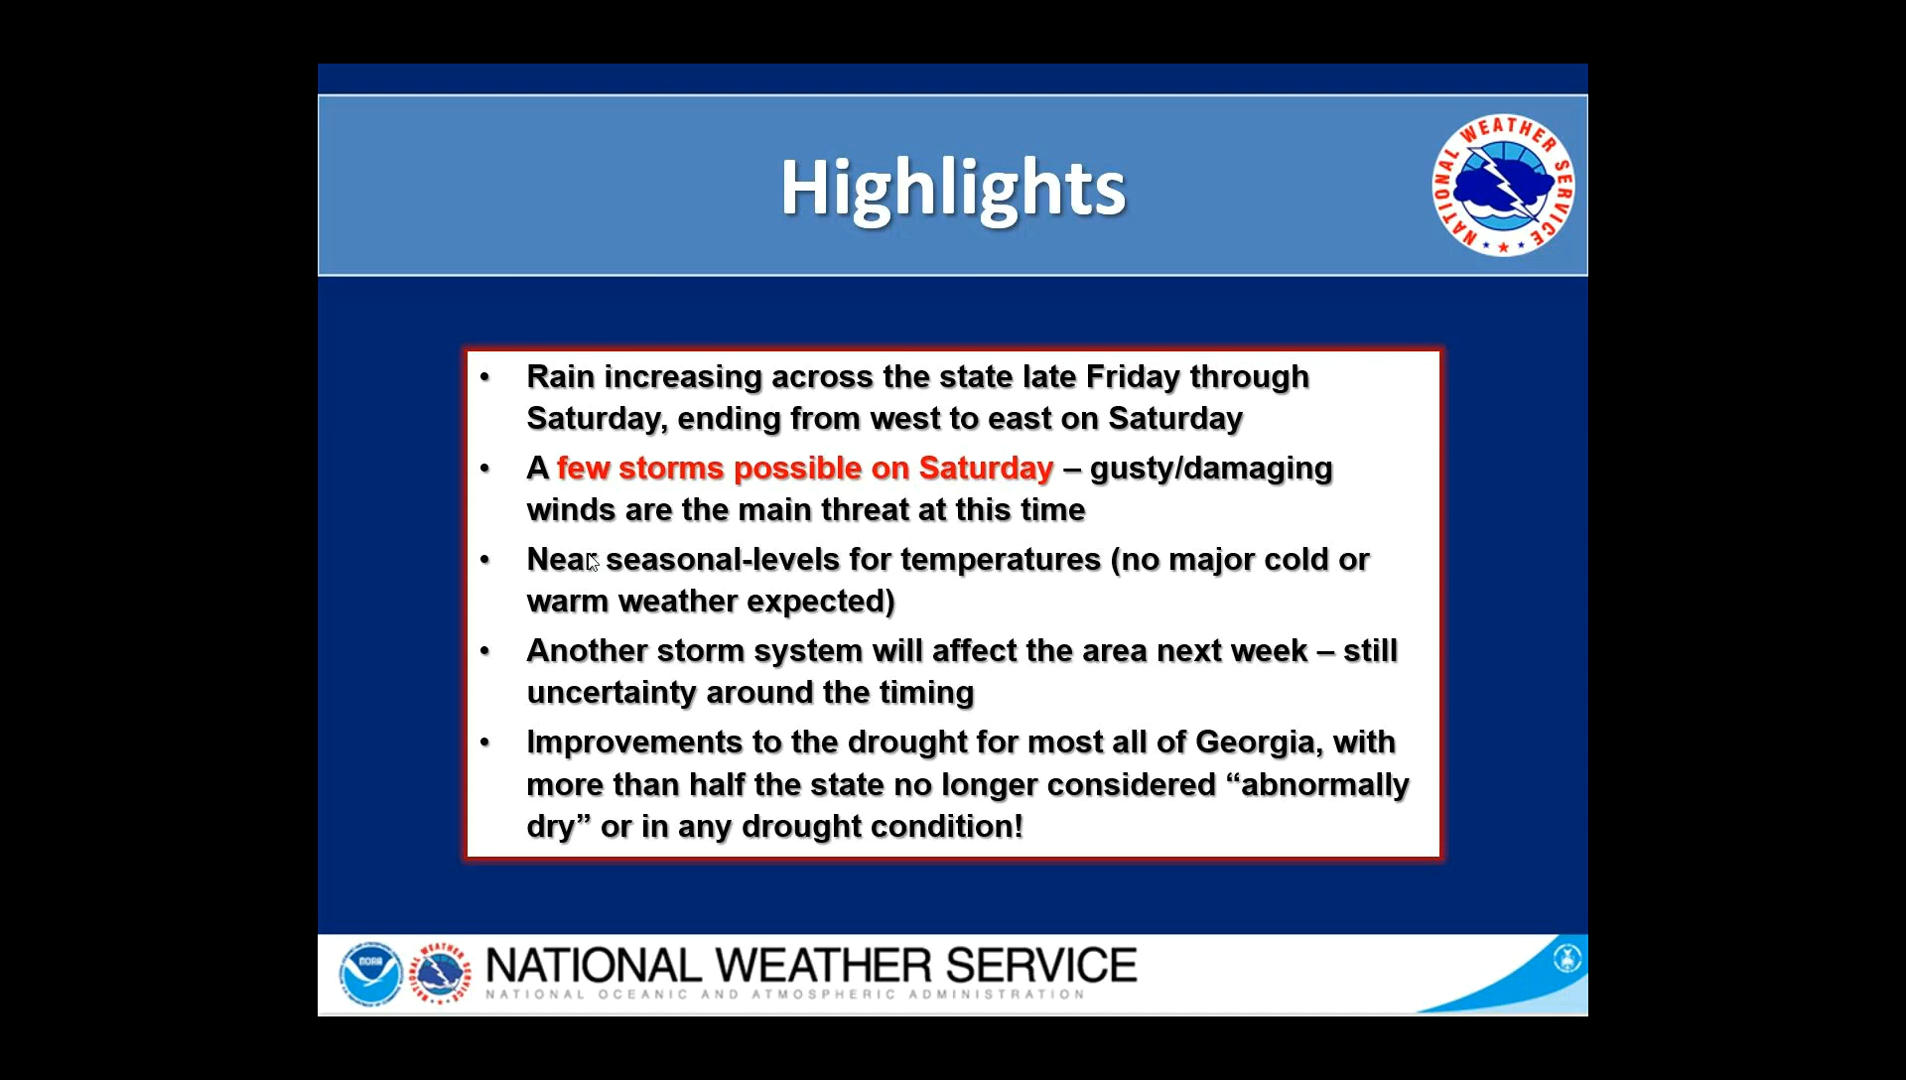 Highlights
NATIONAL WEATHER SERVICE
• Rain increasing across the state late Friday through
Saturday, ending from west to east on Saturday
• A few storms possible on Saturday – gusty/damaging
winds are the main threat at this time
• Near seasonal-levels for temperatures (no major cold or
warm weather expected)
• Another storm system will affect the area next week – still
uncertainty around the timing
• Improvements to the drought for most all of Georgia, with
more than half the state no longer considered “abnormally
dry” or in any drought condition!
NOAA
NATIONAL WEATHER SERVICE
NATIONAL OCEANIC AND ATMOSPHERIC ADMINISTRATION